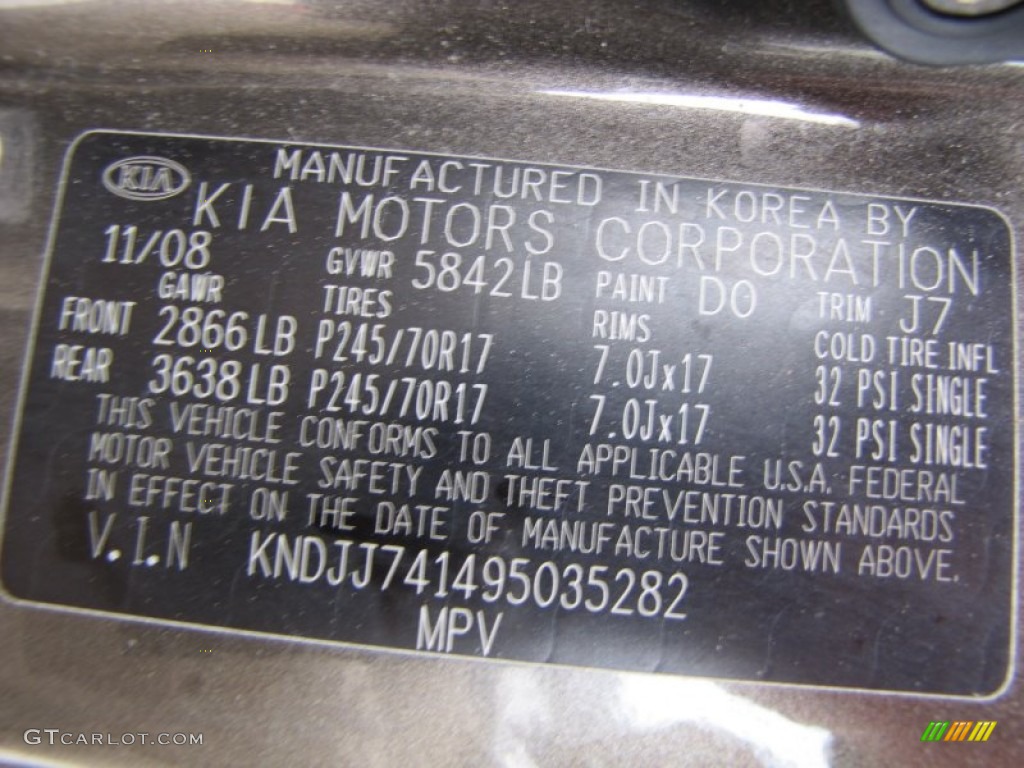 MANUFACTURED IN KOREA BY
KIA
KIA MOTORS CORPORATION
11/08 GVWR 5842LB PAINT D0 TRIM J7
GAWR TIRES RIMS COLD TIRE INFL
FRONT 2866LB P245/70R17 7.0Jx17 32 PSI SINGLE
REAR 3638LB P245/70R17 7.0Jx17 32 PSI SINGLE
THIS VEHICLE CONFORMS TO ALL APPLICABLE U.S.A. FEDERAL
MOTOR VEHICLE SAFETY AND THEFT PREVENTION STANDARDS
IN EFFECT ON THE DATE OF MANUFACTURE SHOWN ABOVE.
V.I.N KNDJJ741495035282
MPV
GTCARLOT.COM